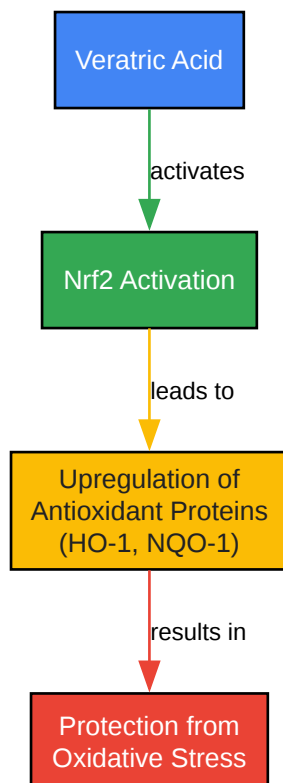 Veratric Acid
activates
Nrf2 Activation
leads to
Upregulation of
Antioxidant Proteins
(HO-1, NQO-1)
results in
Protection from
Oxidative Stress